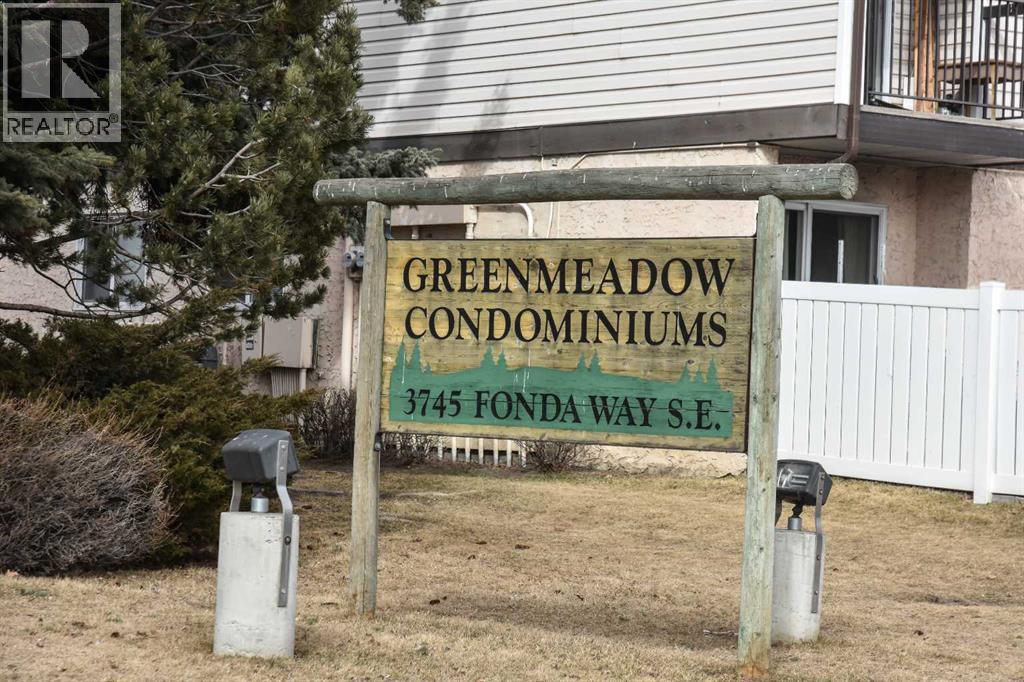 R
REALTOR®
GREENMEADOW
CONDOMINIUMS
3745 FONDA WAY S.E.